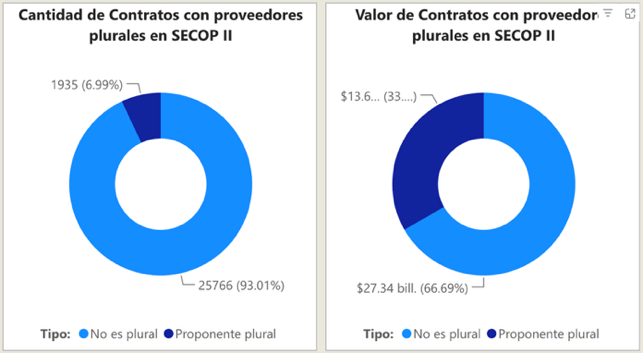 Cantidad de Contratos con proveedores
plurales en SECOP II
1935 (6.99%)
25766 (93.01%)
Tipo: No es plural Proponente plural
Valor de Contratos con proveedor
plurales en SECOP II
$13.6... (33....)
$27.34 bill. (66.69%)
Tipo: No es plural Proponente plural